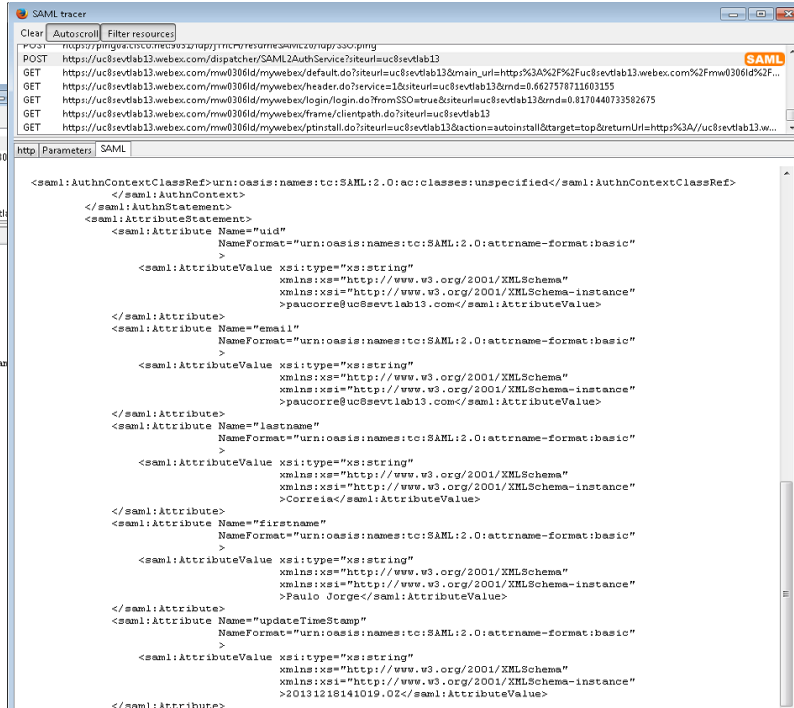 SAML tracer
Clear Autoscroll Filter resources
POST https://uc8sevtlab13.webex.com/dispatcher/SAML2AuthService?siteurl=uc8sevtlab13 SAML
GET https://uc8sevtlab13.webex.com/mw0306ld/mywebex/default.do?siteurl=uc8sevtlab13&main_url=https%3A%2F%2Fuc8sevtlab13.webex.com%2Fmw0306ld%2F...
GET https://uc8sevtlab13.webex.com/mw0306ld/mywebex/header.do?service=1&siteurl=uc8sevtlab13&rnd=0.6627578711603155
GET https://uc8sevtlab13.webex.com/mw0306ld/mywebex/login/login.do?fromSSO=true&siteurl=uc8sevtlab13&rnd=0.8170440733582675
GET https://uc8sevtlab13.webex.com/mw0306ld/mywebex/frame/clientpath.do?siteurl=uc8sevtlab13
GET https://uc8sevtlab13.webex.com/mw0306ld/mywebex/ptinstall.do?siteurl=uc8sevtlab13&action=autoinstall&target=top&returnUrl=https%3A//uc8sevtlab13.w...
http Parameters SAML
<saml:AuthnContextClassRef>urn:oasis:names:tc:SAML:2.0:ac:classes:unspecified</saml:AuthnContextClassRef>
</saml:AuthnContext>
</saml:AuthnStatement>
<saml:AttributeStatement>
<saml:Attribute Name="uid"
NameFormat="urn:oasis:names:tc:SAML:2.0:attrname-format:basic"
>
<saml:AttributeValue xsi:type="xs:string"
xmlns:xs="http://www.w3.org/2001/XMLSchema"
xmlns:xsi="http://www.w3.org/2001/XMLSchema-instance"
>paucorre@uc8sevtlab13.com</saml:AttributeValue>
</saml:Attribute>
<saml:Attribute Name="email"
NameFormat="urn:oasis:names:tc:SAML:2.0:attrname-format:basic"
>
<saml:AttributeValue xsi:type="xs:string"
xmlns:xs="http://www.w3.org/2001/XMLSchema"
xmlns:xsi="http://www.w3.org/2001/XMLSchema-instance"
>paucorre@uc8sevtlab13.com</saml:AttributeValue>
</saml:Attribute>
<saml:Attribute Name="lastname"
NameFormat="urn:oasis:names:tc:SAML:2.0:attrname-format:basic"
>
<saml:AttributeValue xsi:type="xs:string"
xmlns:xs="http://www.w3.org/2001/XMLSchema"
xmlns:xsi="http://www.w3.org/2001/XMLSchema-instance"
>Correia</saml:AttributeValue>
</saml:Attribute>
<saml:Attribute Name="firstname"
NameFormat="urn:oasis:names:tc:SAML:2.0:attrname-format:basic"
>
<saml:AttributeValue xsi:type="xs:string"
xmlns:xs="http://www.w3.org/2001/XMLSchema"
xmlns:xsi="http://www.w3.org/2001/XMLSchema-instance"
>Paulo Jorge</saml:AttributeValue>
</saml:Attribute>
<saml:Attribute Name="updateTimeStamp"
NameFormat="urn:oasis:names:tc:SAML:2.0:attrname-format:basic"
>
<saml:AttributeValue xsi:type="xs:string"
xmlns:xs="http://www.w3.org/2001/XMLSchema"
xmlns:xsi="http://www.w3.org/2001/XMLSchema-instance"
>20131218141019.0Z</saml:AttributeValue>
</saml:Attribute>